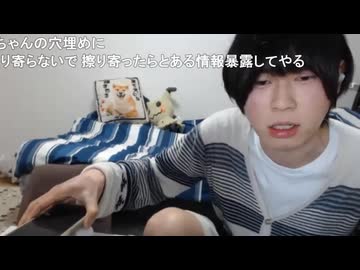 ちゃんの穴埋めに
り寄らないで 擦り寄ったらとある情報暴露してやる